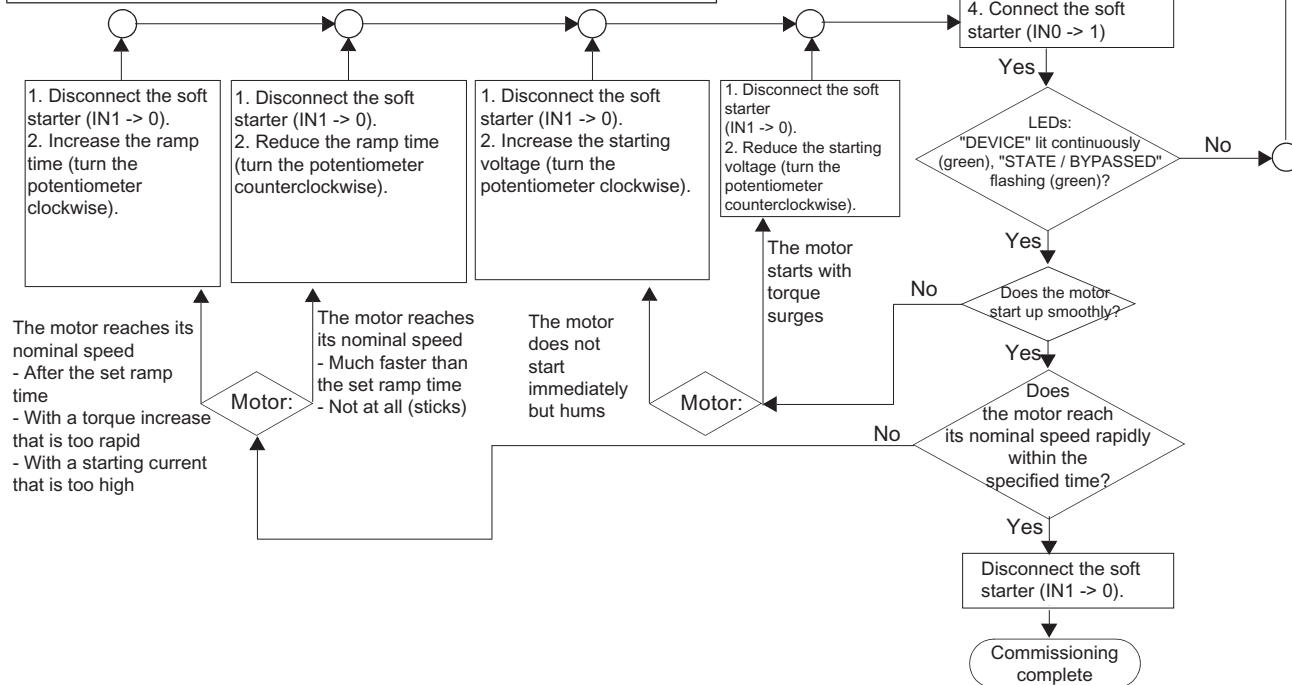 4. Connect the soft
starter (IN0 -> 1)
Yes
1. Disconnect the soft
starter (IN1 -> 0).
2. Increase the ramp
time (turn the
potentiometer
clockwise).
1. Disconnect the soft
starter (IN1 -> 0).
2. Reduce the ramp time
(turn the potentiometer
counterclockwise).
1. Disconnect the soft
starter (IN1 -> 0).
2. Increase the starting
voltage (turn the
potentiometer clockwise).
1. Disconnect the soft
starter
(IN1 -> 0).
2. Reduce the starting
voltage (turn the
potentiometer
counterclockwise).
LEDs:
"DEVICE" lit continuously
(green), "STATE / BYPASSED"
flashing (green)?
No
Yes
The motor
starts with
torque
surges
No
Does the motor
start up smoothly?
The motor reaches its
nominal speed
- After the set ramp
time
- With a torque increase
that is too rapid
- With a starting current
that is too high
Motor:
The motor reaches
its nominal speed
- Much faster than
the set ramp time
- Not at all (sticks)
The motor
does not
start
immediately
but hums
Motor:
Yes
Does
the motor reach
its nominal speed rapidly
within the
specified time?
No
Yes
Disconnect the soft
starter (IN1 -> 0).
Commissioning
complete